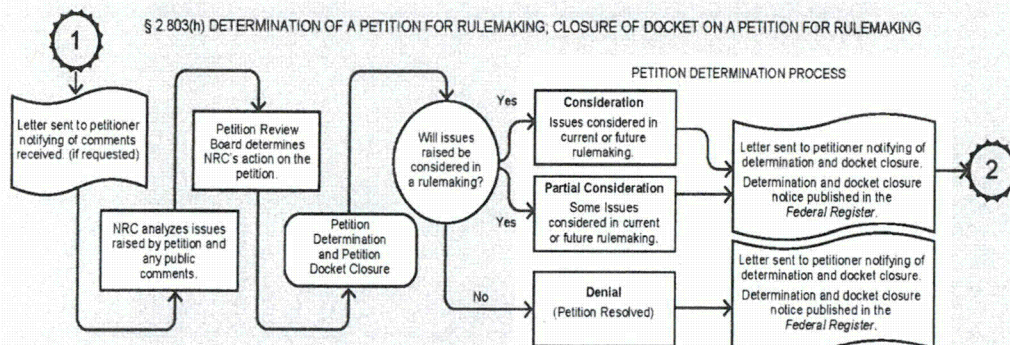 § 2.803(h) DETERMINATION OF A PETITION FOR RULEMAKING; CLOSURE OF DOCKET ON A PETITION FOR RULEMAKING
1
PETITION DETERMINATION PROCESS
Letter sent to petitioner
notifying of comments
received. (if requested)
NRC analyzes issues
raised by petition and
any public
comments.
Petition Review
Board determines
NRC's action on the
petition.
Petition
Determination
and Petition
Docket Closure
Will issues
raised be
considered in
a rulemaking?
Yes
Consideration
Issues considered in
current or future
rulemaking.
Yes
Partial Consideration
Some Issues
considered in current
or future rulemaking.
No
Denial
(Petition Resolved)
Letter sent to petitioner notifying of
determination and docket closure.
Determination and docket closure
notice published in the
Federal Register.
2
Letter sent to petitioner notifying of
determination and docket closure.
Determination and docket closure
notice published in the
Federal Register.